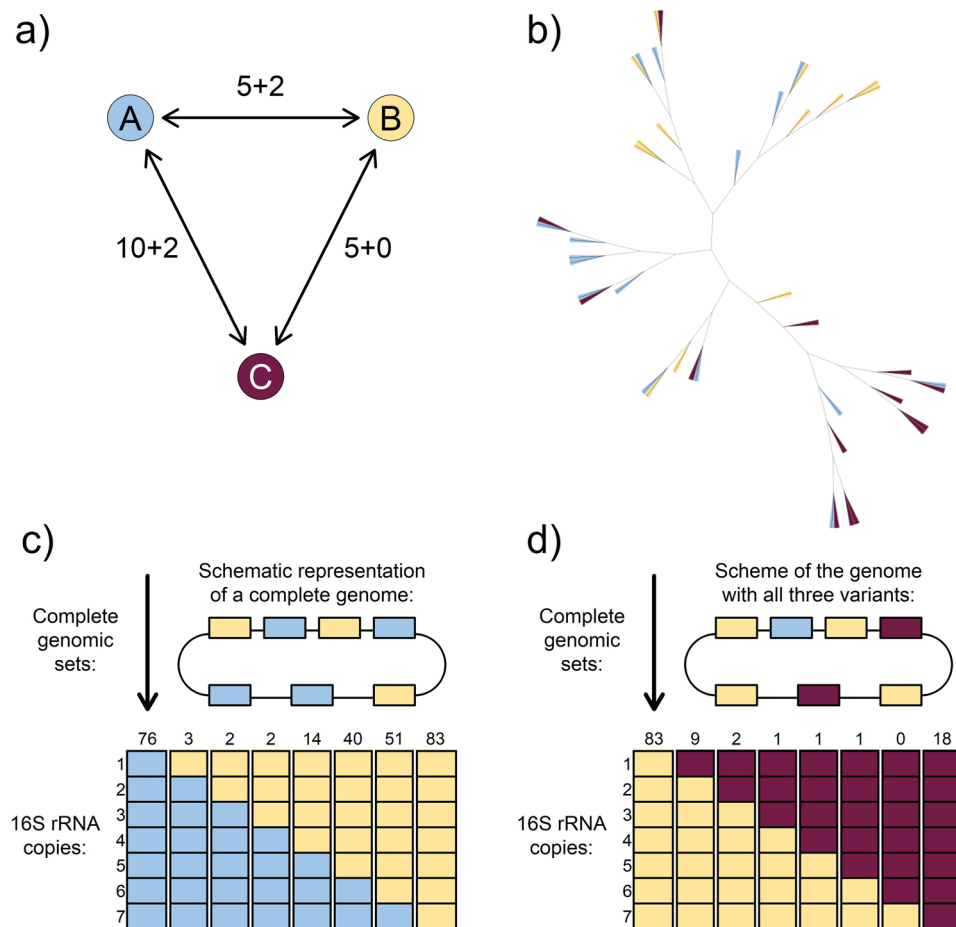 a)
b)
5+2
A
B
10+2
5+0
C
c)
Schematic representation
of a complete genome:
Complete
genomic
sets:
76 3 2 2 14 40 51 83
1
2
3
16S rRNA
4
copies:
5
6
7
d)
Scheme of the genome
with all three variants:
Complete
genomic
sets:
83 9 2 1 1 1 0 18
1
2
3
16S rRNA
4
copies:
5
6
7